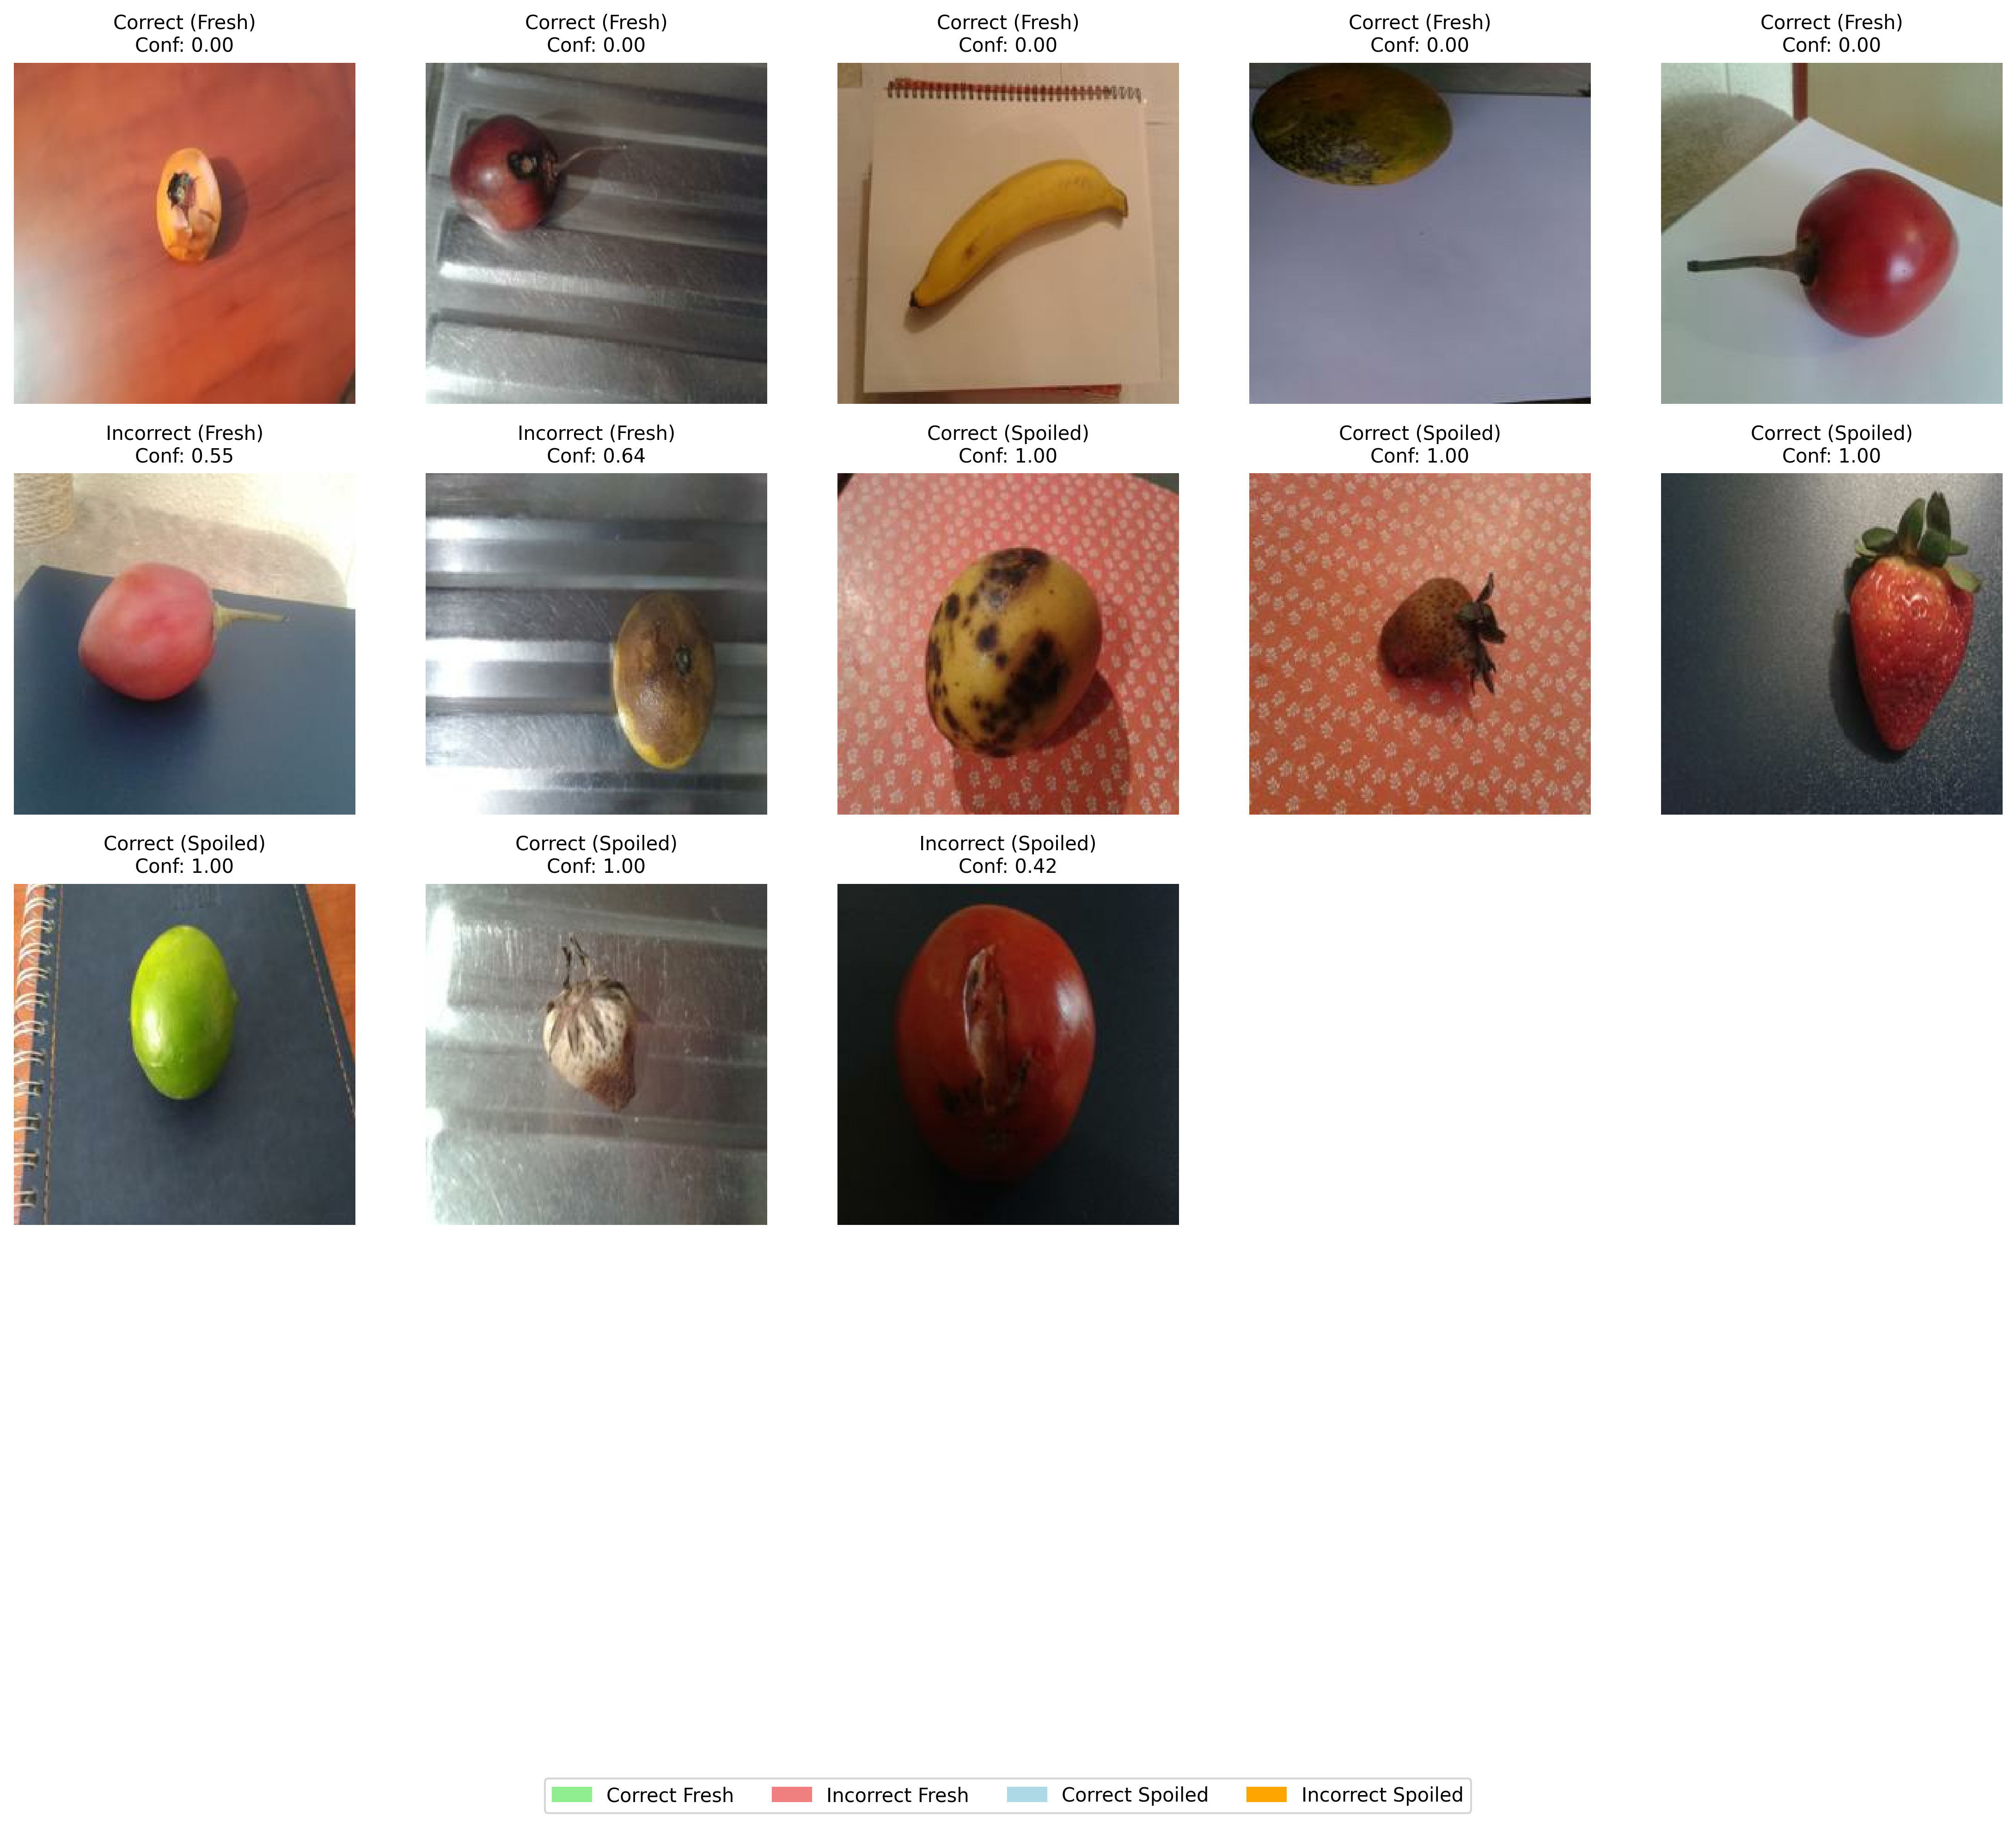 Correct (Fresh)
Conf: 0.00
Correct (Fresh)
Conf: 0.00
Correct (Fresh)
Conf: 0.00
Correct (Fresh)
Conf: 0.00
Correct (Fresh)
Conf: 0.00
Incorrect (Fresh)
Conf: 0.55
Incorrect (Fresh)
Conf: 0.64
Correct (Spoiled)
Conf: 1.00
Correct (Spoiled)
Conf: 1.00
Correct (Spoiled)
Conf: 1.00
Correct (Spoiled)
Conf: 1.00
Correct (Spoiled)
Conf: 1.00
Incorrect (Spoiled)
Conf: 0.42
Correct Fresh
Incorrect Fresh
Correct Spoiled
Incorrect Spoiled